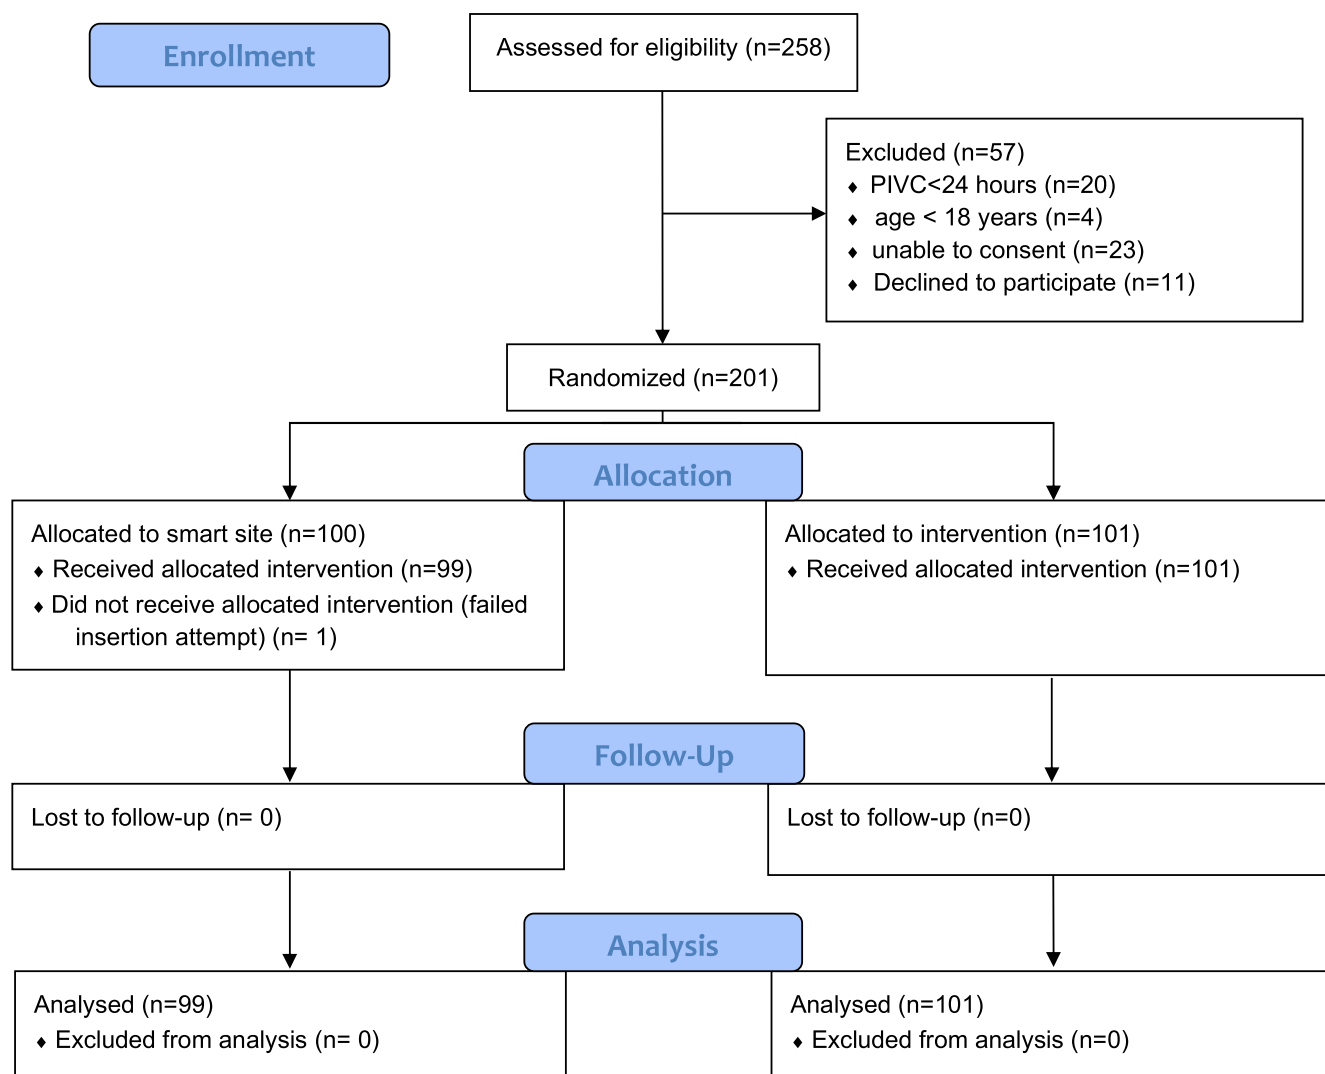 Enrollment
Assessed for eligibility (n=258)
Excluded (n=57)
♦ PIVC<24 hours (n=20)
♦ age < 18 years (n=4)
♦ unable to consent (n=23)
♦ Declined to participate (n=11)
Randomized (n=201)
Allocation
Allocated to smart site (n=100)
♦ Received allocated intervention (n=99)
♦ Did not receive allocated intervention (failed
insertion attempt) (n= 1)
Allocated to intervention (n=101)
♦ Received allocated intervention (n=101)
Follow-Up
Lost to follow-up (n= 0)
Lost to follow-up (n=0)
Analysis
Analysed (n=99)
♦ Excluded from analysis (n= 0)
Analysed (n=101)
♦ Excluded from analysis (n=0)